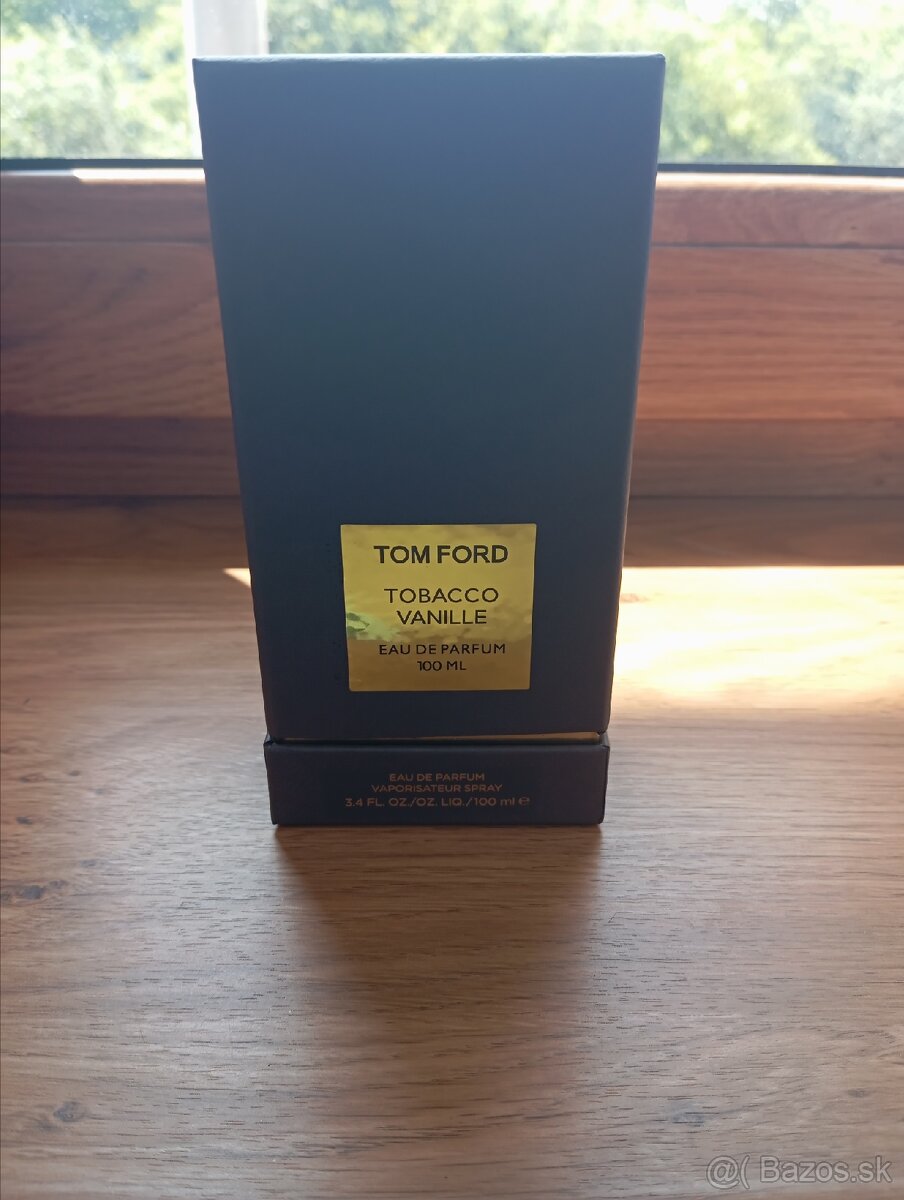 TOM FORD
TOBACCO
VANILLE
EAU DE PARFUM
100 ML
EAU DE PARFUM
VAPORISATEUR SPRAY
3.4 FL. OZ./OZ. LIQ./100 ml ℮
@( Bazos.sk